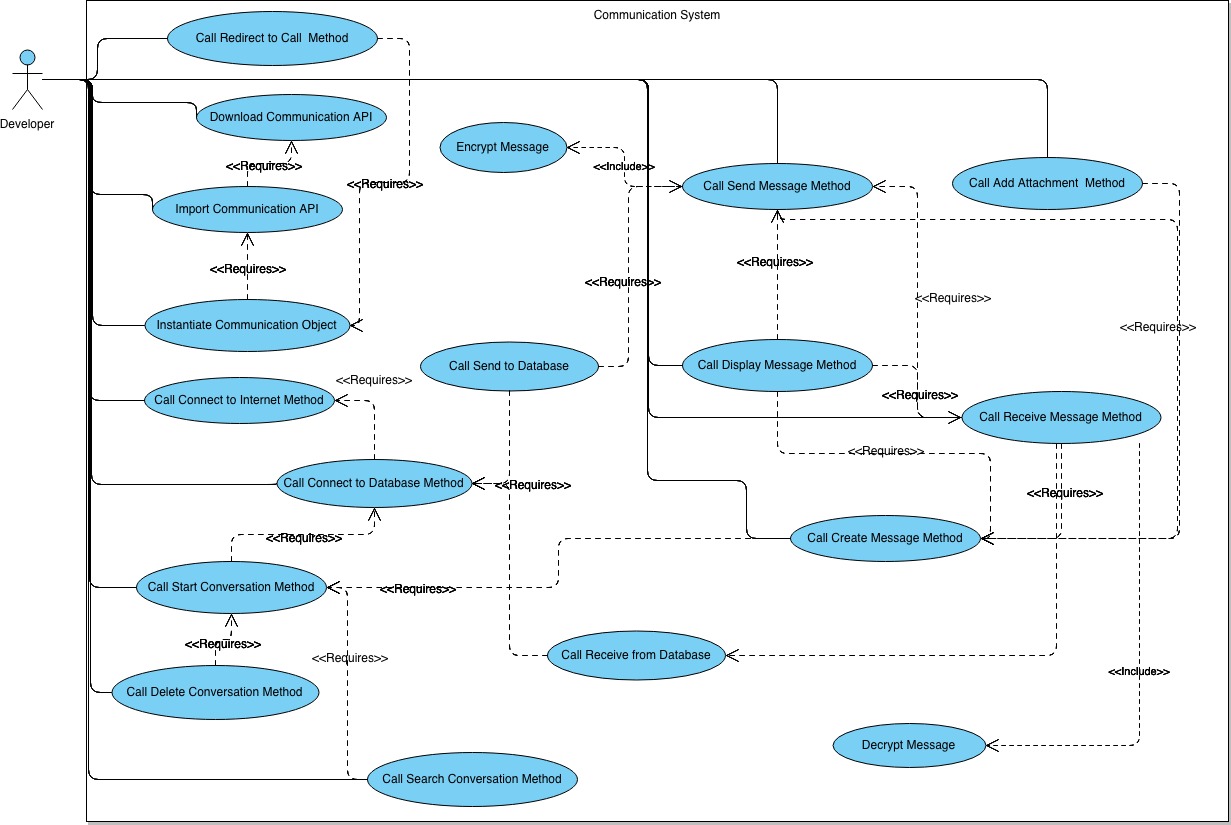 Communication System
Call Redirect to Call  Method
Developer
Download Communication API
<<Requires>>
Encrypt Message
<<Include>>
<<Requires>>
Call Send Message Method
Call Add Attachment  Method
Import Communication API
<<Requires>>
<<Requires>>
<<Requires>>
<<Requires>>
<<Requires>>
Instantiate Communication Object
Call Send to Database
Call Display Message Method
<<Requires>>
<<Requires>>
Call Connect to Internet Method
Call Receive Message Method
<<Requires>>
Call Connect to Database Method
<<Requires>>
<<Requires>>
<<Requires>>
Call Create Message Method
Call Start Conversation Method
<<Requires>>
<<Requires>>
<<Requires>>
Call Receive from Database
<<Include>>
Call Delete Conversation Method
Decrypt Message
Call Search Conversation Method